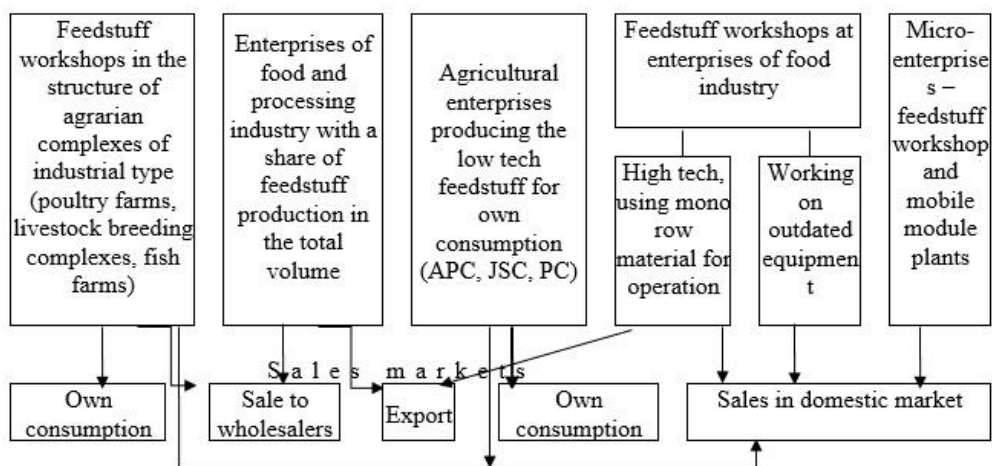 Feedstuff
workshops in the
structure of
agrarian
complexes of
industrial type
(poultry farms,
livestock breeding
complexes, fish
farms)
Enterprises of
food and
processing
industry with a
share of
feedstuff
production in
the total
volume
Agricultural
enterprises
producing the
low tech
feedstuff for
own
consumption
(APC, JSC, PC)
Feedstuff workshops at
enterprises of food
industry
High tech,
using mono
row
material for
operation
Working
on
outdated
equipmen
t
Micro-
enterprise
s –
feedstuff
workshop
and
mobile
module
plants
Sales markets
Own
consumption
Sale to
wholesalers
Export
Own
consumption
Sales in domestic market